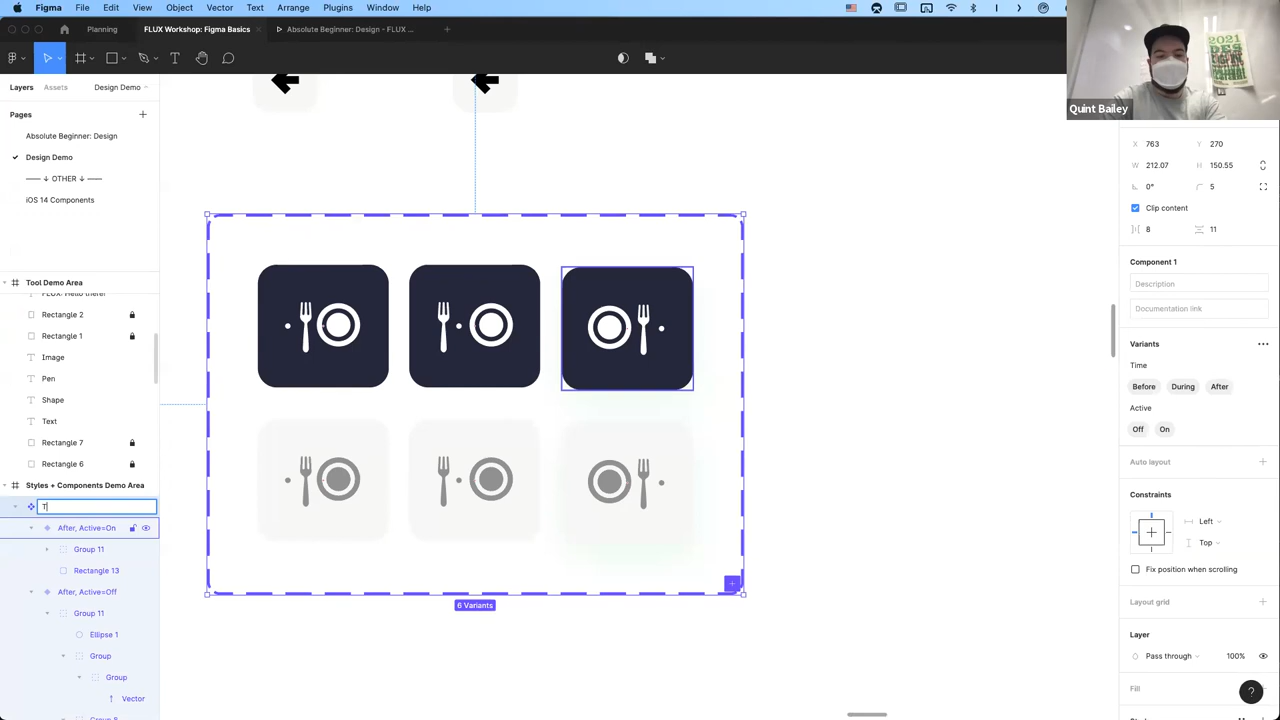 Figma File Edit View Object Vector Text Arrange Plugins Window Help
Planning FLUX Workshop: Figma Basics Absolute Beginner: Design - FLUX ...
Layers Assets Design Demo
Quint Bailey
Pages
Absolute Beginner: Design
Design Demo
—— ↓ OTHER ↓ ——
iOS 14 Components
Tool Demo Area
FLUX: Hello there!
Rectangle 2
Rectangle 1
Image
Pen
Shape
Text
Rectangle 7
Rectangle 6
Styles + Components Demo Area
T
After, Active=On
Group 11
Rectangle 13
After, Active=Off
Group 11
Ellipse 1
Group
Group
Vector
6 Variants
X 763 Y 270
W 212.07 H 150.55
0° 5
Clip content
8 11
Component 1
Description
Documentation link
Variants
Time
Before During After
Active
Off On
Auto layout
Constraints
Left
Top
Fix position when scrolling
Layout grid
Layer
Pass through 100%
Fill
?
2021